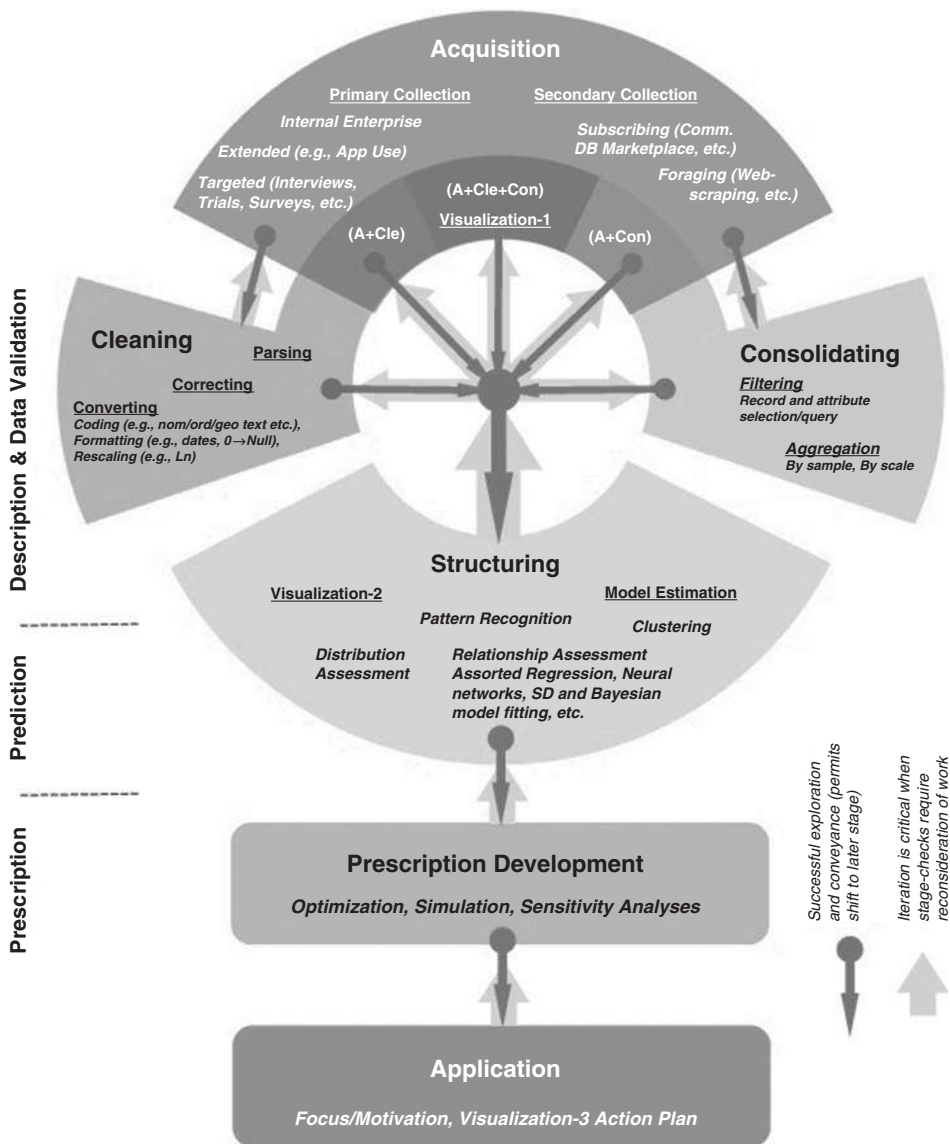 Acquisition
Primary Collection
Internal Enterprise
Extended (e.g., App Use)
Targeted (Interviews,
Trials, Surveys, etc.)
Secondary Collection
Subscribing (Comm.
DB Marketplace, etc.)
Foraging (Web-
scraping, etc.)
(A+Cle)
(A+Cle+Con)
Visualization-1
(A+Con)
Cleaning
Parsing
Correcting
Converting
Coding (e.g., nom/ord/geo text etc.),
Formatting (e.g., dates, 0→Null),
Rescaling (e.g., Ln)
Consolidating
Filtering
Record and attribute
selection/query
Aggregation
By sample, By scale
Structuring
Visualization-2
Model Estimation
Pattern Recognition
Clustering
Distribution
Assessment
Relationship Assessment
Assorted Regression, Neural
networks, SD and Bayesian
model fitting, etc.
Prescription Development
Optimization, Simulation, Sensitivity Analyses
Application
Focus/Motivation, Visualization-3 Action Plan
Description & Data Validation
Prediction
Prescription
Successful exploration
and conveyance (permits
shift to later stage)
Iteration is critical when
stage-checks require
reconsideration of work